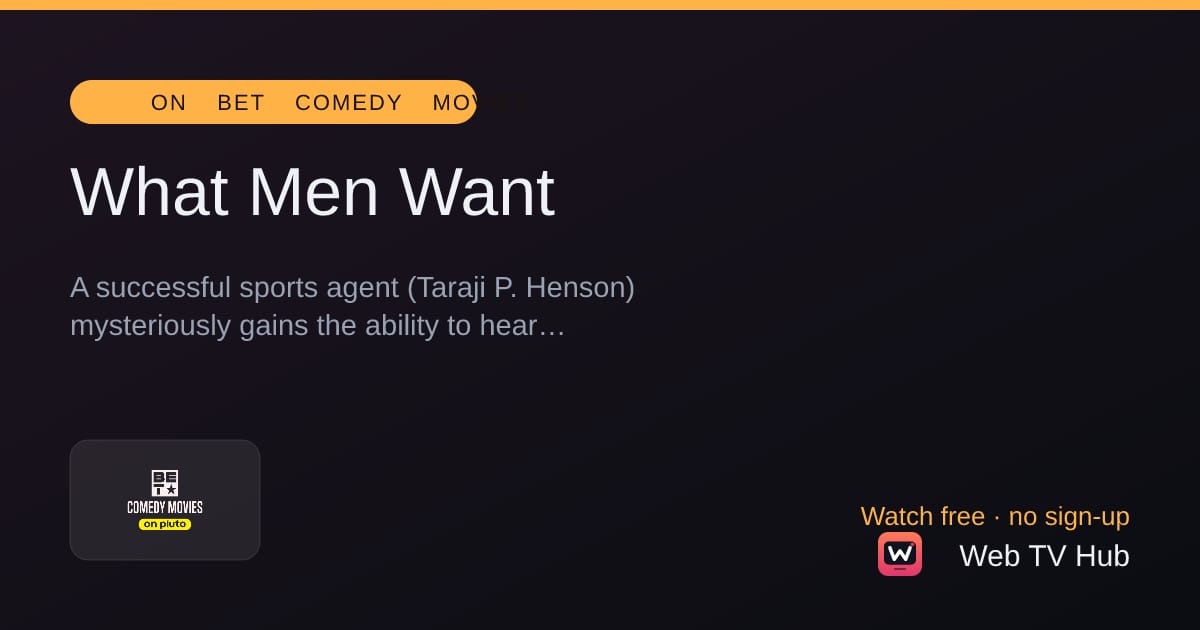 ON BET COMEDY MOVIES
What Men Want
A successful sports agent (Taraji P. Henson)
mysteriously gains the ability to hear…
BET★
COMEDY MOVIES
on pluto
Watch free · no sign-up
W
Web TV Hub